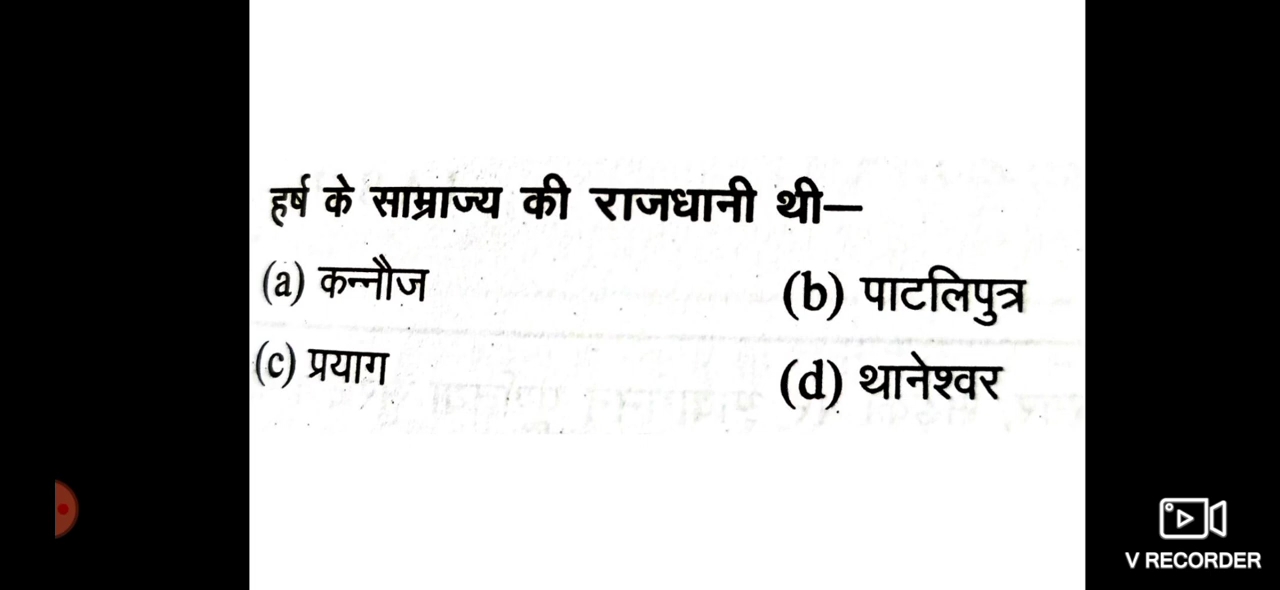 हर्ष के साम्राज्य की राजधानी थी—
(a) कन्नौज (b) पाटलिपुत्र
(c) प्रयाग (d) थानेश्वर
V RECORDER